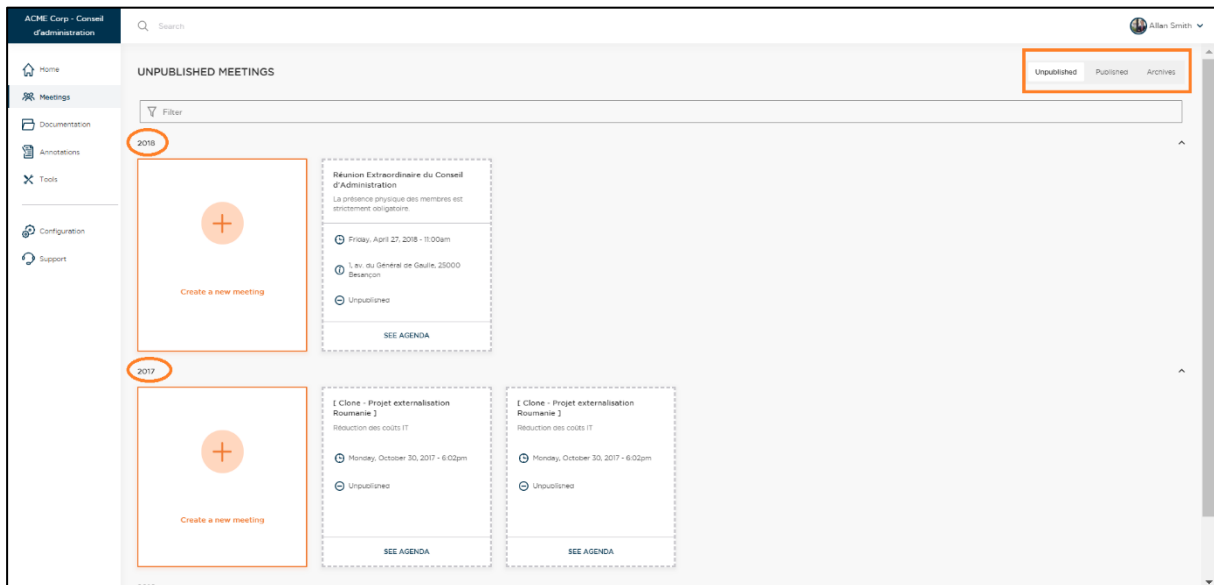 ACME Corp - Conseil
d'administration
Search
Allan Smith
Home
Meetings
Documentation
Annotations
Tools
Configuration
Support
UNPUBLISHED MEETINGS
Unpublished Published Archives
Filter
2018
Create a new meeting
Réunion Extraordinaire du Conseil
d'Administration
La présence physique des membres est
strictement obligatoire.
Friday, April 27, 2018 - 11:00am
1, av. du Général de Gaulle, 25000
Besançon
Unpublished
SEE AGENDA
2017
Create a new meeting
[ Clone - Projet externalisation
Roumanie ]
Réduction des coûts IT
Monday, October 30, 2017 - 6:02pm
Unpublished
SEE AGENDA
[ Clone - Projet externalisation
Roumanie ]
Réduction des coûts IT
Monday, October 30, 2017 - 6:02pm
Unpublished
SEE AGENDA